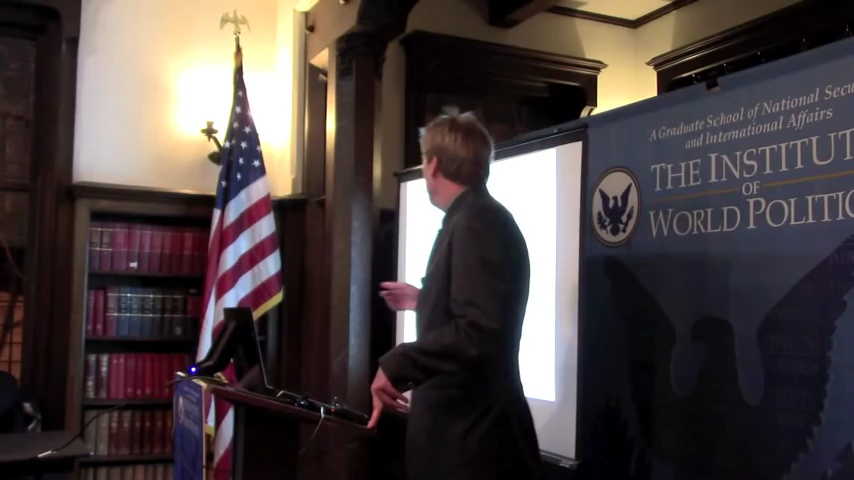 A Graduate School of National Secu
and International Affairs
THE INSTITUT
OF
WORLD POLITIC